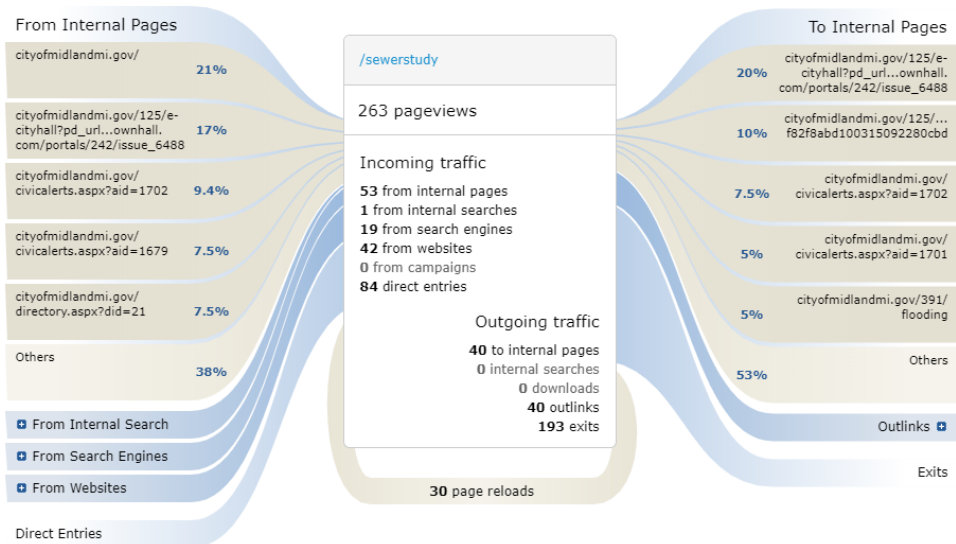 From Internal Pages
cityofmidlandmi.gov/
21%
cityofmidlandmi.gov/125/e-
cityhall?pd_url...ownhall.
com/portals/242/issue_6488
17%
cityofmidlandmi.gov/
civicalerts.aspx?aid=1702
9.4%
cityofmidlandmi.gov/
civicalerts.aspx?aid=1679
7.5%
cityofmidlandmi.gov/
directory.aspx?did=21
7.5%
Others
38%
From Internal Search
From Search Engines
From Websites
Direct Entries
/sewerstudy
263 pageviews
Incoming traffic
53 from internal pages
1 from internal searches
19 from search engines
42 from websites
0 from campaigns
84 direct entries
Outgoing traffic
40 to internal pages
0 internal searches
0 downloads
40 outlinks
193 exits
30 page reloads
To Internal Pages
20%
cityofmidlandmi.gov/125/e-
cityhall?pd_url...ownhall.
com/portals/242/issue_6488
10%
cityofmidlandmi.gov/125/...
f82f8abd100315092280cbd
7.5%
cityofmidlandmi.gov/
civicalerts.aspx?aid=1702
5%
cityofmidlandmi.gov/
civicalerts.aspx?aid=1701
5%
cityofmidlandmi.gov/391/
flooding
53%
Others
Outlinks
Exits